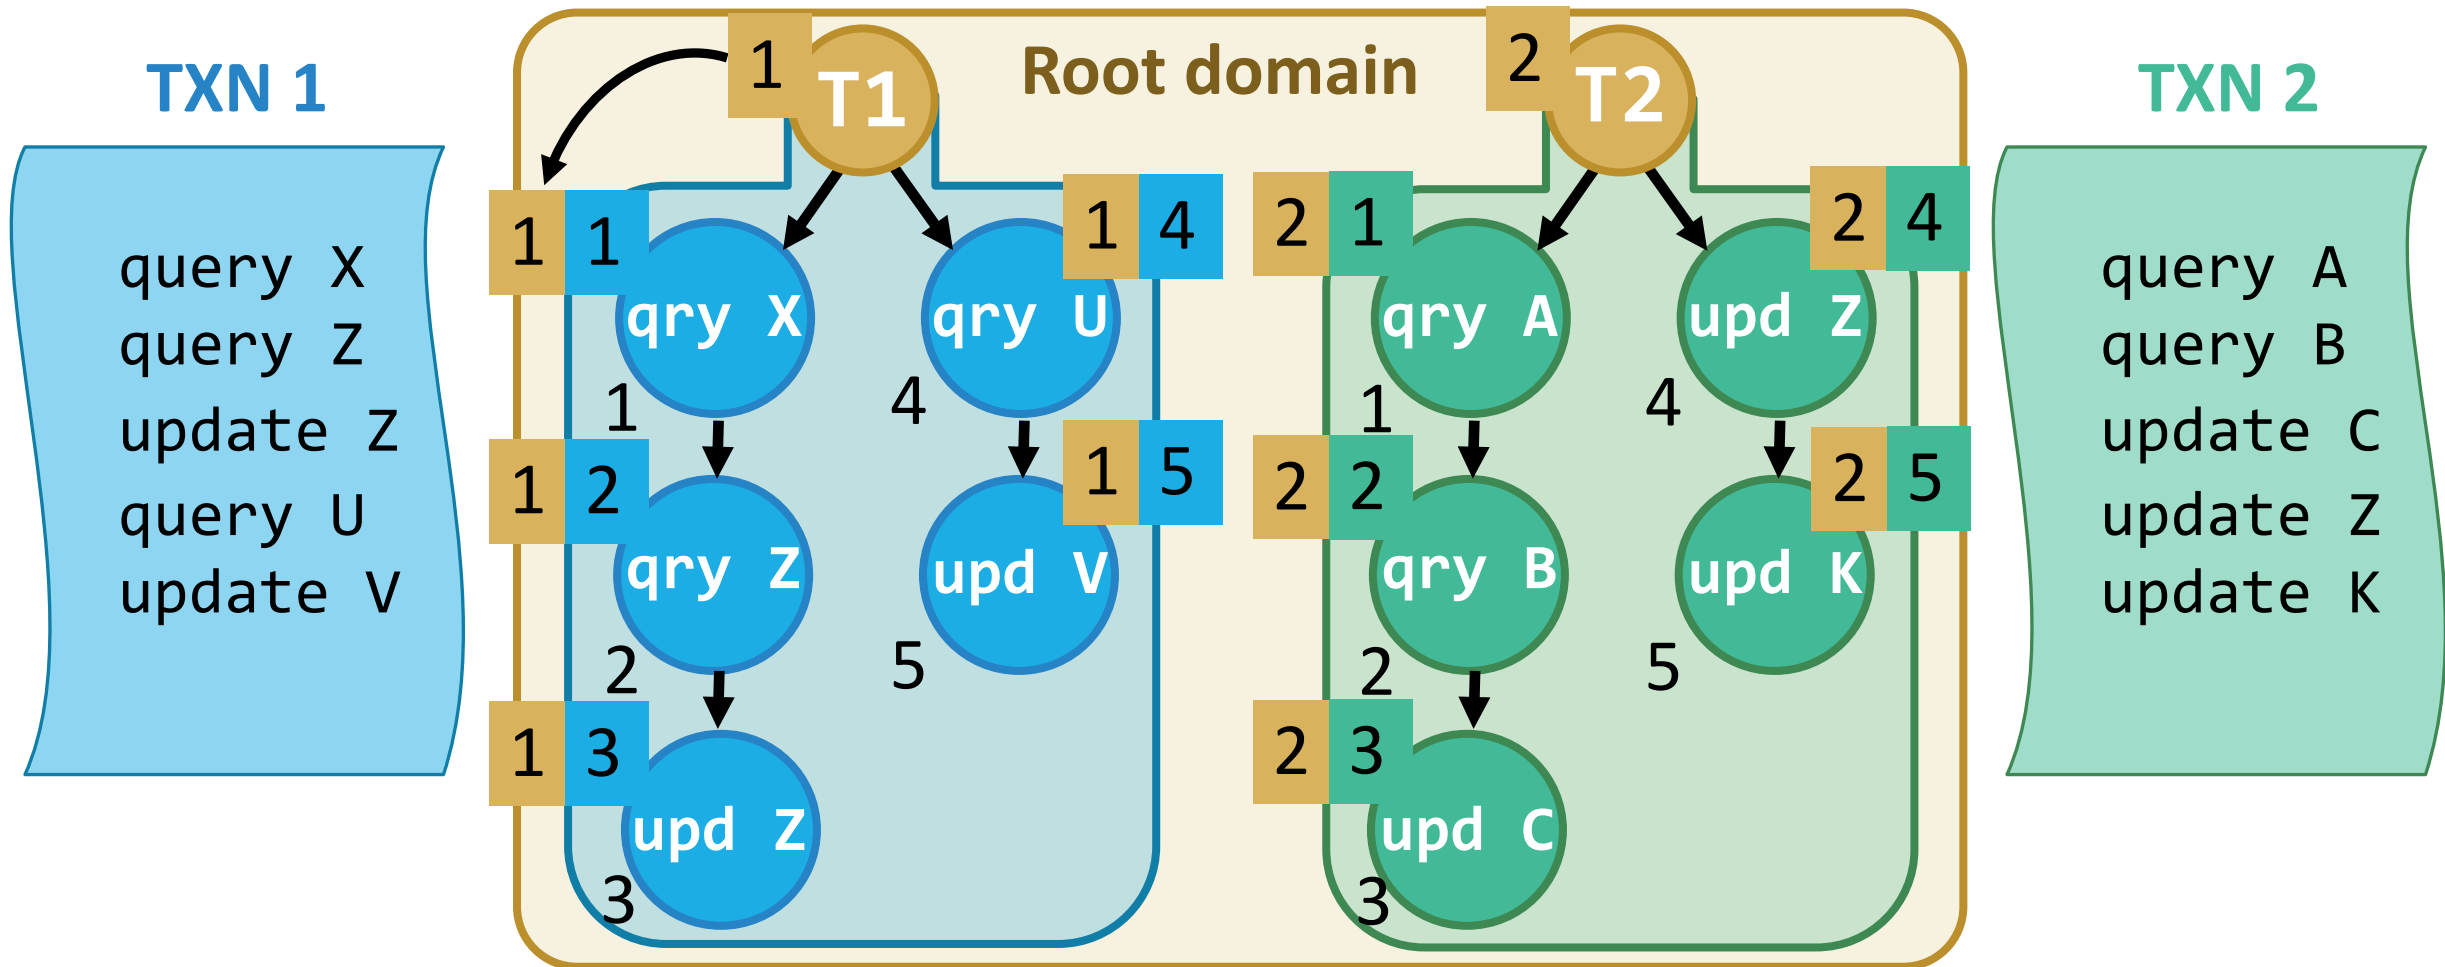 TXN 1
query X
query Z
update Z
query U
update V
Root domain
1
T1
1 1
qry X
1
1 2
qry Z
2
1 3
upd Z
3
1 4
qry U
4
1 5
upd V
5
2
T2
2 1
qry A
1
2 2
qry B
2
2 3
upd C
3
2 4
upd Z
4
2 5
upd K
5
TXN 2
query A
query B
update C
update Z
update K